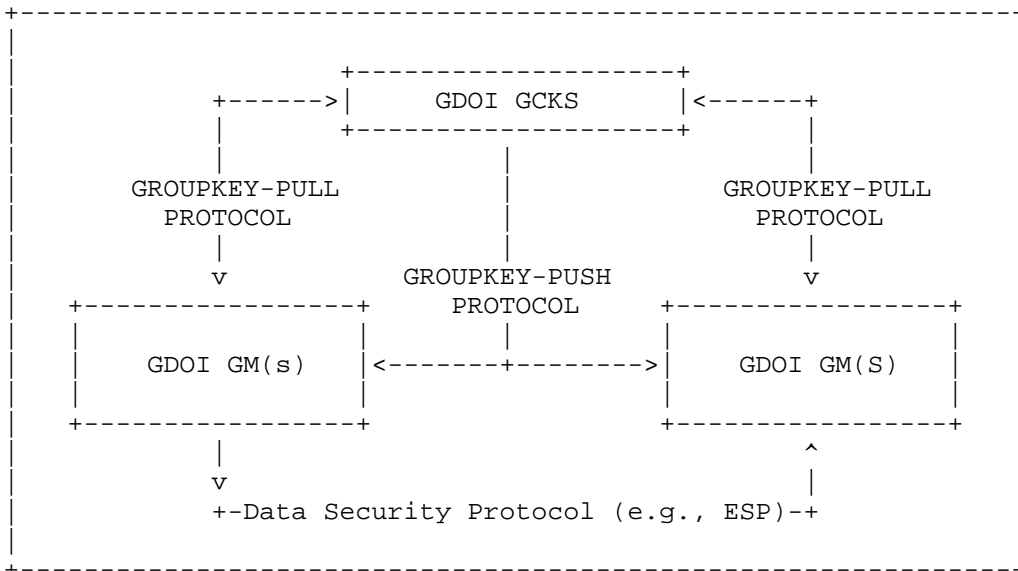 GDOI GCKS
GROUPKEY-PULL GROUPKEY-PULL
PROTOCOL PROTOCOL
GROUPKEY-PUSH
PROTOCOL
GDOI GM(s) GDOI GM(S)
Data Security Protocol (e.g., ESP)